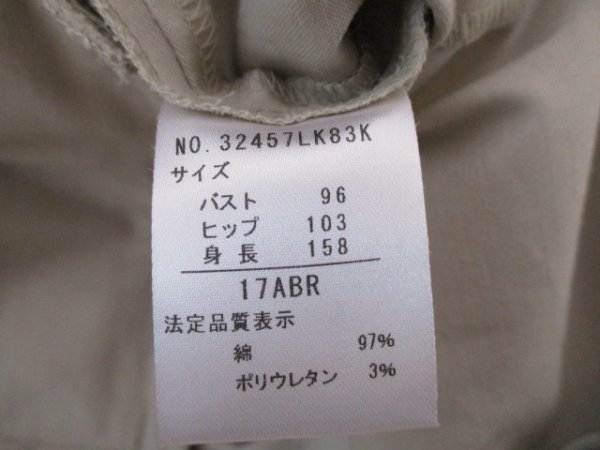 NO. 32457LK83K
サイズ
バスト 96
ヒップ 103
身長 158
17ABR
法定品質表示
綿 97%
ポリウレタン 3%